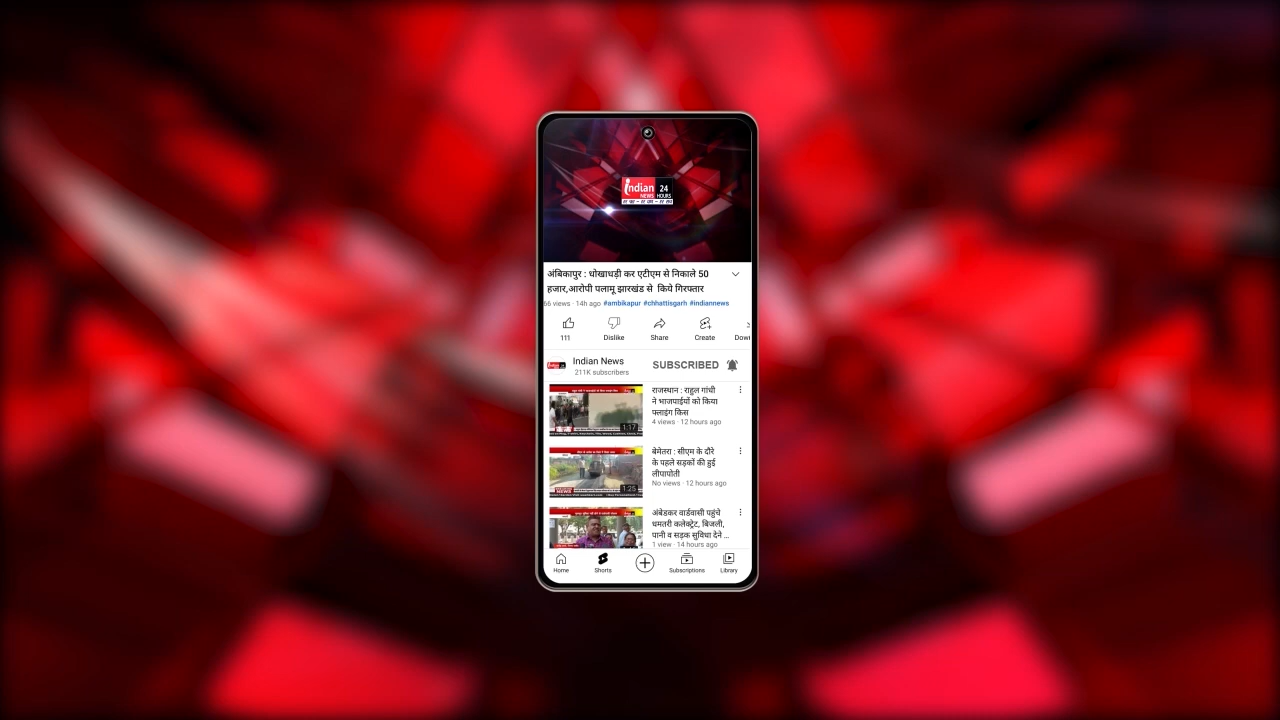 indian 24
NEWS HOURS
अंबिकापुर : धोखाधड़ी कर एटीएम से निकाले 50
हजार,आरोपी पलामू झारखंड से किये गिरफ्तार
66 views · 14h ago #ambikapur #chhattisgarh #indiannews
111 Dislike Share Create Down
Indian News SUBSCRIBED
211K subscribers
राजस्थान : राहुल गांधी
ने भाजपाईयों को किया
फ्लाइंग किस
4 views · 12 hours ago
1:17
बेमेतरा : सीएम के दौरे
के पहले सड़कों की हुई
लीपापोती
No views · 12 hours ago
1:25
अंबेडकर वार्डवासी पहुंचे
धमतरी कलेक्ट्रेट, बिजली,
पानी व सड़क सुविधा देने ...
1 view · 14 hours ago
Home Shorts Subscriptions Library